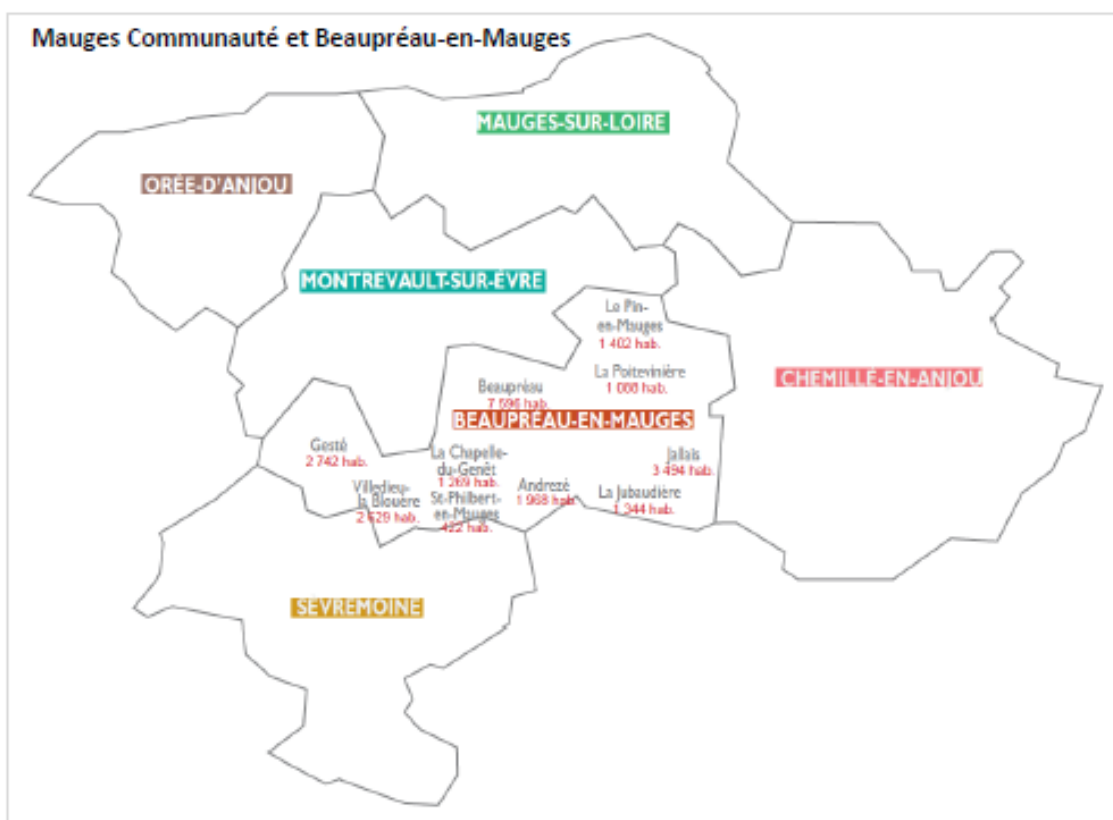 Mauges Communauté et Beaupréau-en-Mauges
MAUGES-SUR-LOIRE
ORÉE-D'ANJOU
MONTREVAULT-SUR-ÈVRE
Le Pin-
en-Mauges
1 402 hab.
La Poitevinière
1 088 hab.
CHEMILLÉ-EN-ANJOU
Beaupréau
7 596 hab.
BEAUPRÉAU-EN-MAUGES
Gesté
2 742 hab.
La Chapelle-
du-Genêt
1 269 hab.
Jallais
3 494 hab.
Villedieu-
la-Blouère
2 629 hab.
St-Philbert-
en-Mauges
422 hab.
Andrezé
1 968 hab.
La Jubaudière
1 344 hab.
SÈVREMOINE